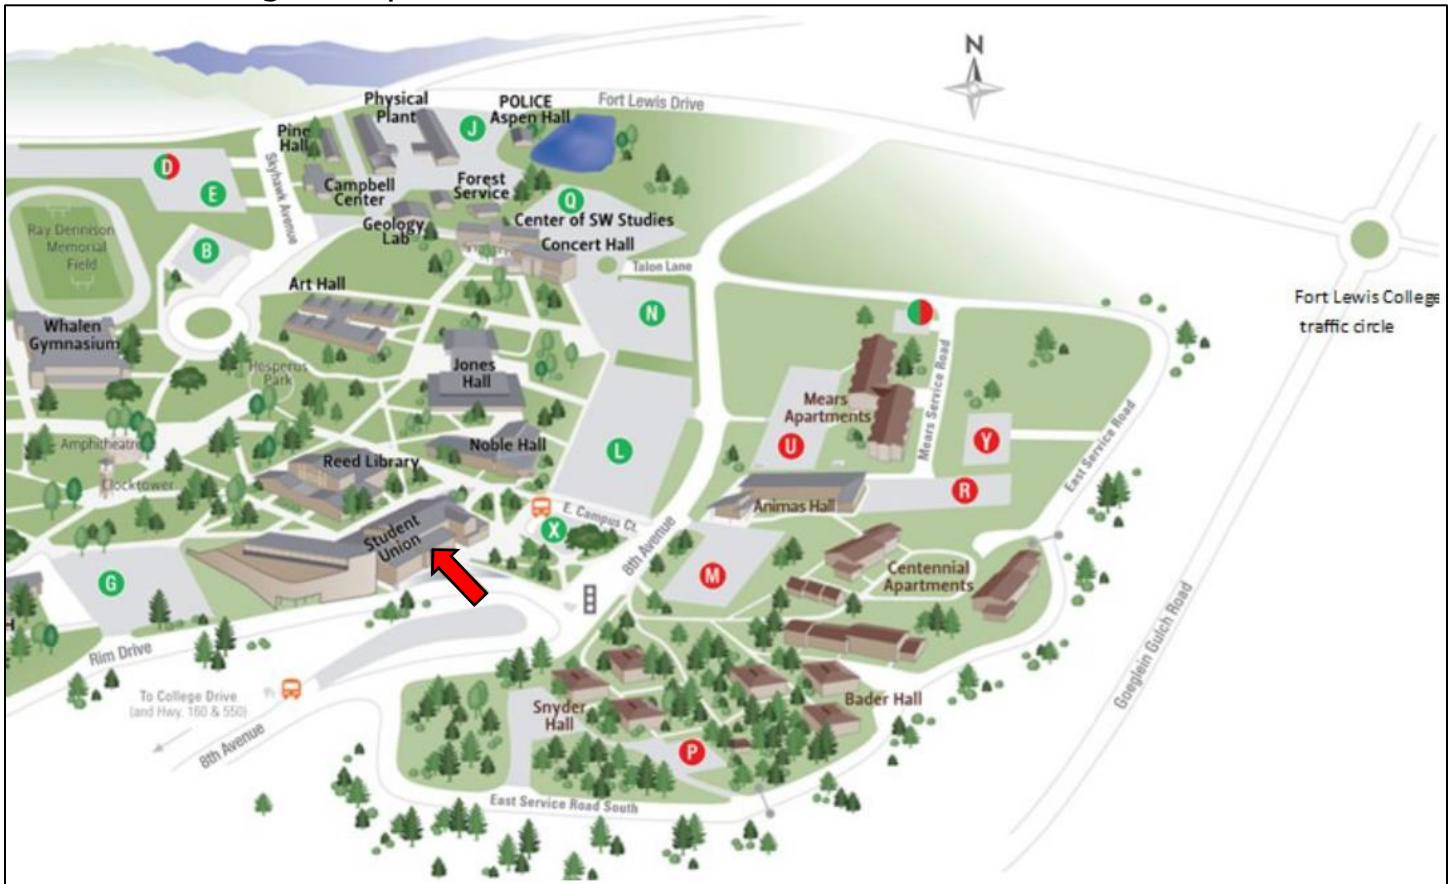 N
Physical
Plant
POLICE
Aspen Hall
Fort Lewis Drive
J
Pine
Hall
D
Skyhawk Avenue
E
Campbell
Center
Forest
Service
Q
Geology
Lab
Center of SW Studies
Concert Hall
Ray Dennison
Memorial
Field
B
Talon Lane
Art Hall
N
Fort Lewis College
traffic circle
Whalen
Gymnasium
Hesperus
Park
Jones
Hall
Mears
Apartments
Mears Service Road
U
Y
Amphitheatre
Noble Hall
L
Reed Library
Clocktower
R
East Service Road
Animas Hall
E. Campus Ct.
X
Student
Union
8th Avenue
G
M
Centennial
Apartments
H
Rim Drive
Goeglein Gulch Road
To College Drive
(and Hwy. 160 & 550)
Snyder
Hall
Bader Hall
8th Avenue
P
East Service Road South